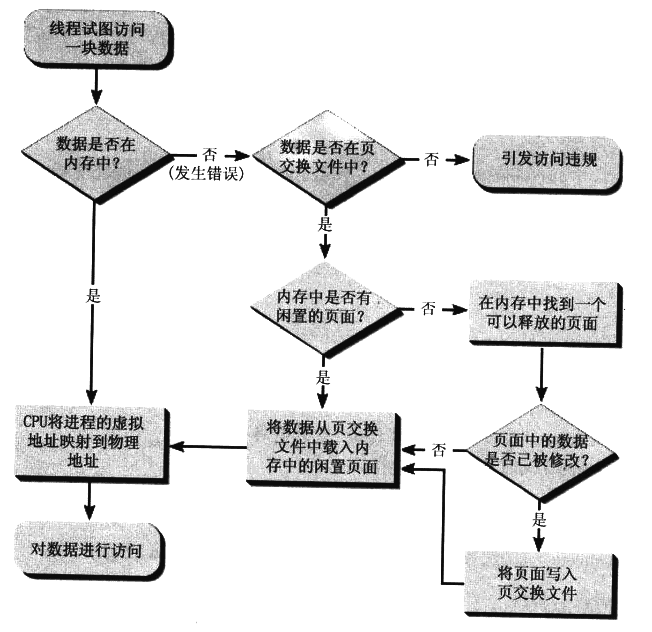 线程试图访问
一块数据
数据是否在
内存中？
否
(发生错误)
数据是否在页
交换文件中？
否
引发访问违规
是
是
内存中是否有
闲置的页面？
否
在内存中找到一个
可以释放的页面
是
CPU将进程的虚拟
地址映射到物理
地址
将数据从页交换
文件中载入内
存中的闲置页面
否
页面中的数据
是否已被修改？
是
对数据进行访问
将页面写入
页交换文件